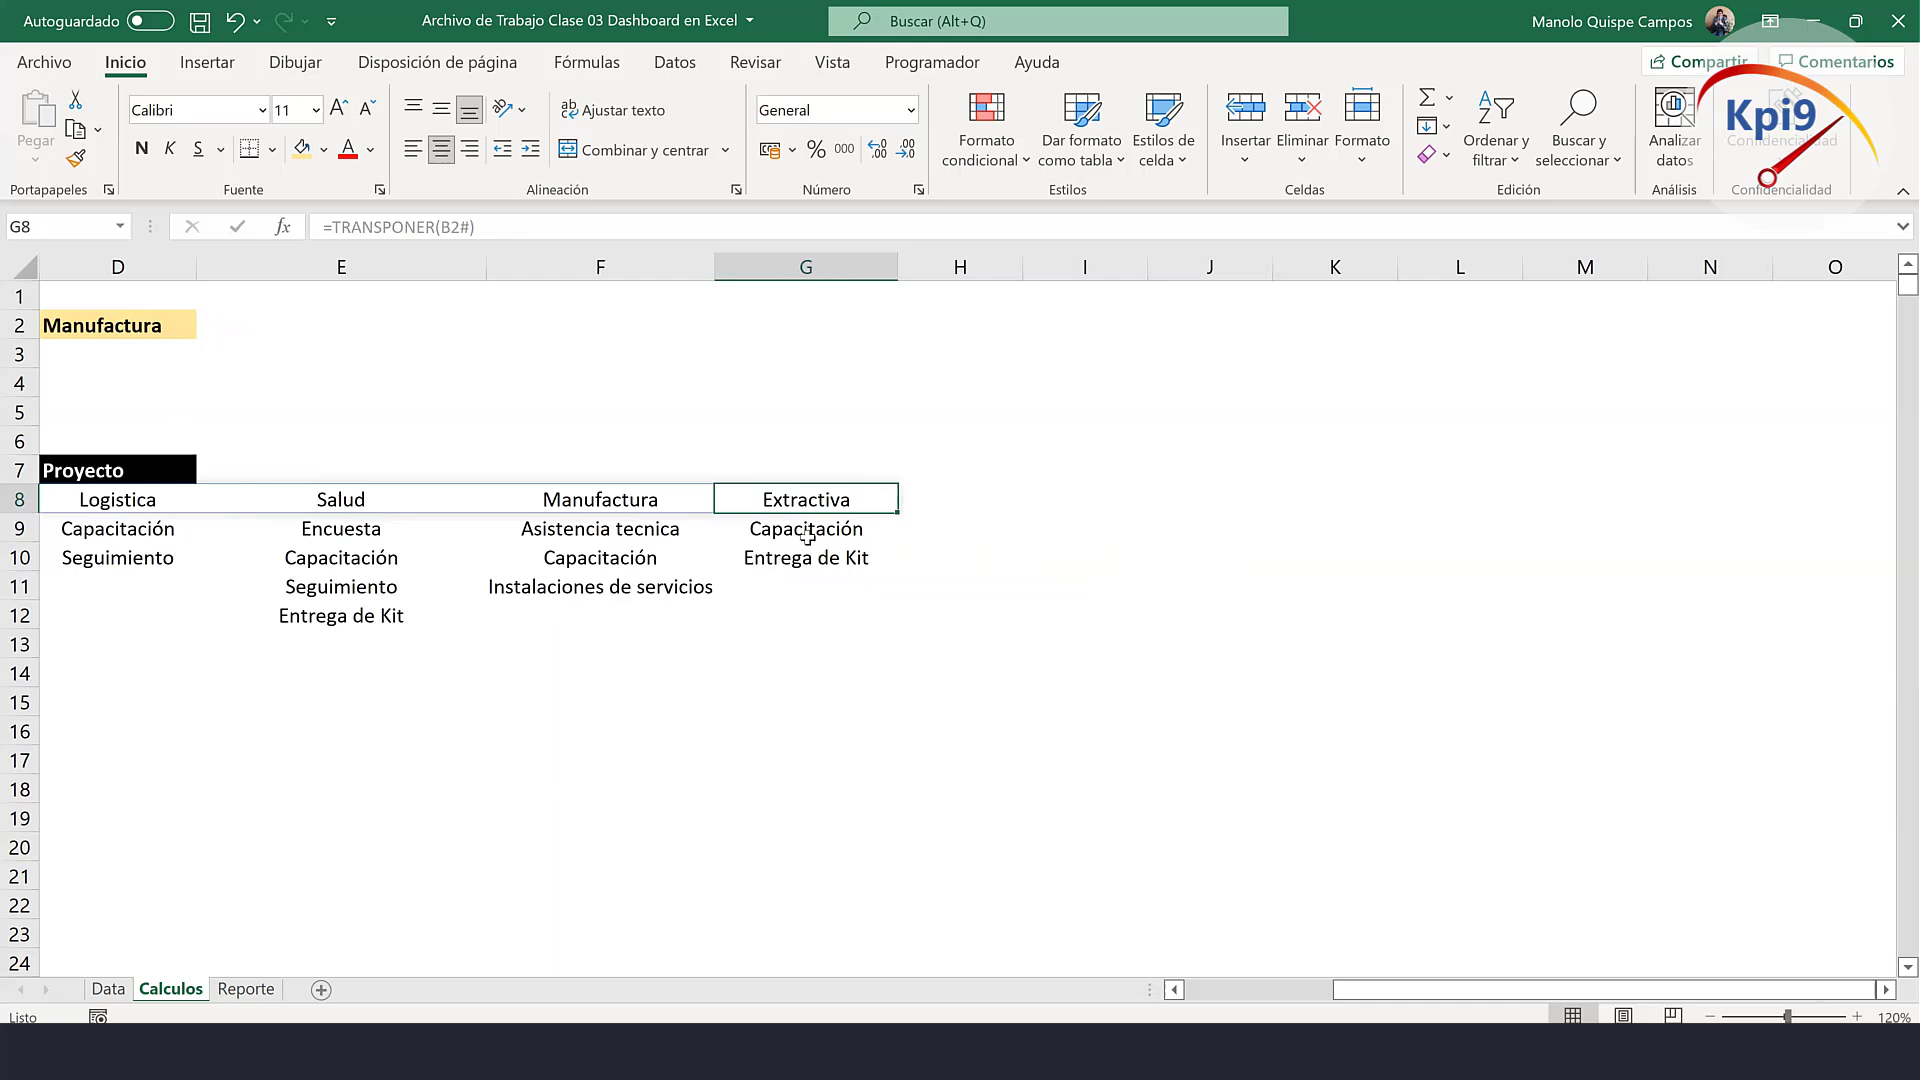 Autoguardado
Archivo de Trabajo Clase 03 Dashboard en Excel
Buscar (Alt+Q)
Manolo Quispe Campos
Archivo Inicio Insertar Dibujar Disposición de página Fórmulas Datos Revisar Vista Programador Ayuda
Compartir Comentarios
Pegar
Calibri 11
N K S
Ajustar texto
Combinar y centrar
General
% 000
Formato condicional
Dar formato como tabla
Estilos de celda
Insertar Eliminar Formato
Ordenar y filtrar
Buscar y seleccionar
Analizar datos
Confidencialidad
Kpi9
Portapapeles Fuente Alineación Número Estilos Celdas Edición Análisis Confidencialidad
G8 fx =TRANSPONER(B2#)
D E F G H I J K L M N O
1
2 Manufactura
3
4
5
6
7 Proyecto
8 Logistica Salud Manufactura Extractiva
9 Capacitación Encuesta Asistencia tecnica Capacitación
10 Seguimiento Capacitación Capacitación Entrega de Kit
11 Seguimiento Instalaciones de servicios
12 Entrega de Kit
13
14
15
16
17
18
19
20
21
22
23
24
Data Calculos Reporte
Listo
120%